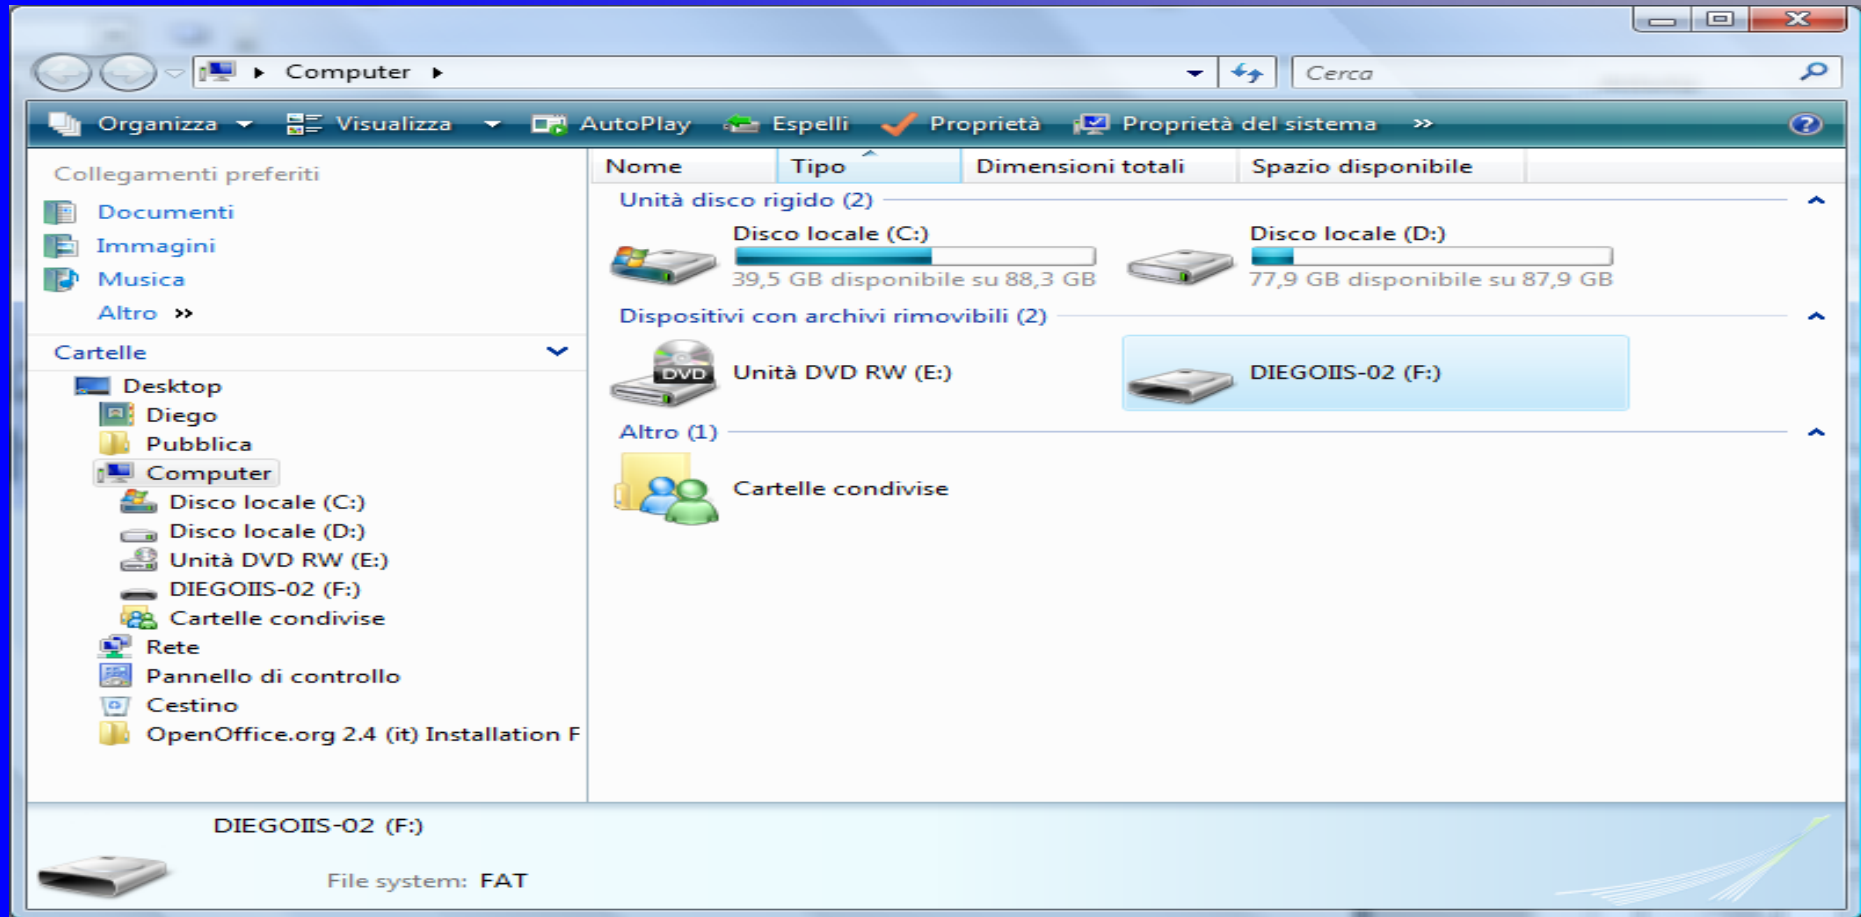 Computer
Cerca
Organizza Visualizza AutoPlay Espelli Proprietà Proprietà del sistema »
Collegamenti preferiti
Documenti
Immagini
Musica
Altro »
Cartelle
Desktop
Diego
Pubblica
Computer
Disco locale (C:)
Disco locale (D:)
Unità DVD RW (E:)
DIEGOIIS-02 (F:)
Cartelle condivise
Rete
Pannello di controllo
Cestino
OpenOffice.org 2.4 (it) Installation F
Nome Tipo Dimensioni totali Spazio disponibile
Unità disco rigido (2)
Disco locale (C:)
39,5 GB disponibile su 88,3 GB
Disco locale (D:)
77,9 GB disponibile su 87,9 GB
Dispositivi con archivi rimovibili (2)
DVD
Unità DVD RW (E:)
DIEGOIIS-02 (F:)
Altro (1)
Cartelle condivise
DIEGOIIS-02 (F:)
File system: FAT